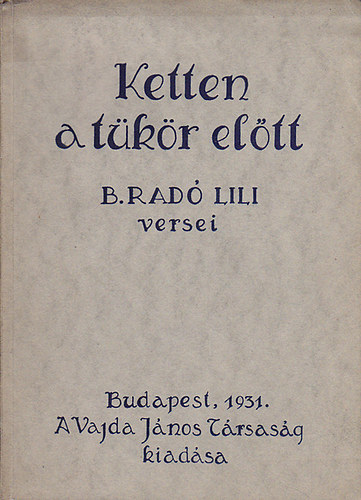 Ketten
a tükör előtt
B. RADÓ LILI
versei
Budapest, 1931.
A Vajda János Társaság
kiadása